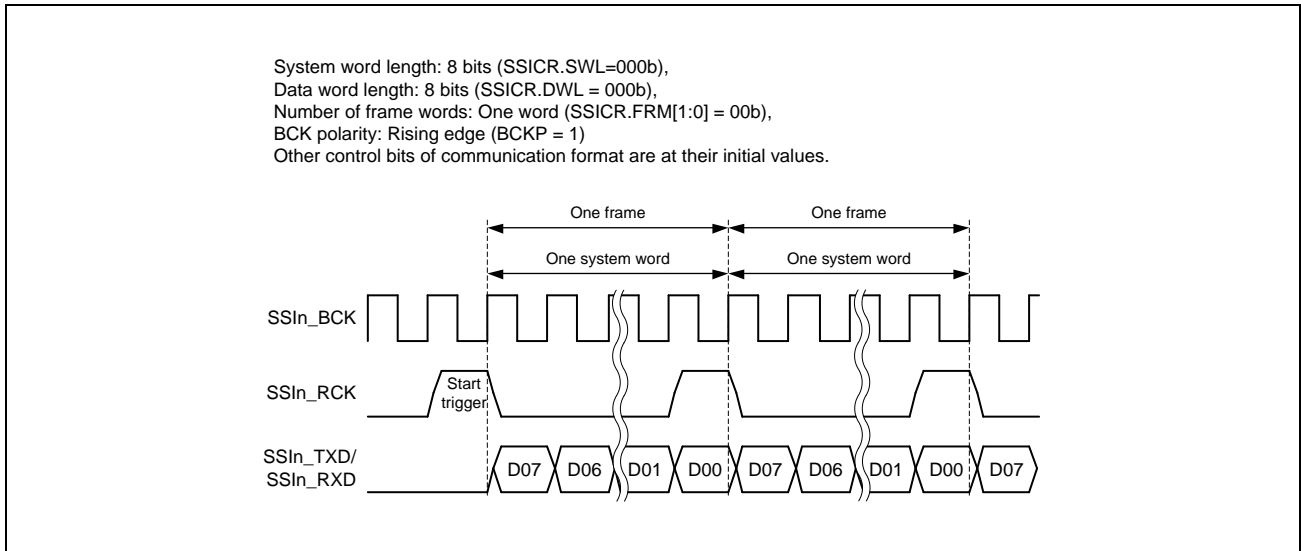 System word length: 8 bits (SSICR.SWL=000b),
Data word length: 8 bits (SSICR.DWL = 000b),
Number of frame words: One word (SSICR.FRM[1:0] = 00b),
BCK polarity: Rising edge (BCKP = 1)
Other control bits of communication format are at their initial values.
One frame One frame
One system word One system word
SSIn_BCK
SSIn_RCK
Start
trigger
SSIn_TXD/
SSIn_RXD
D07 D06 D01 D00 D07 D06 D01 D00 D07